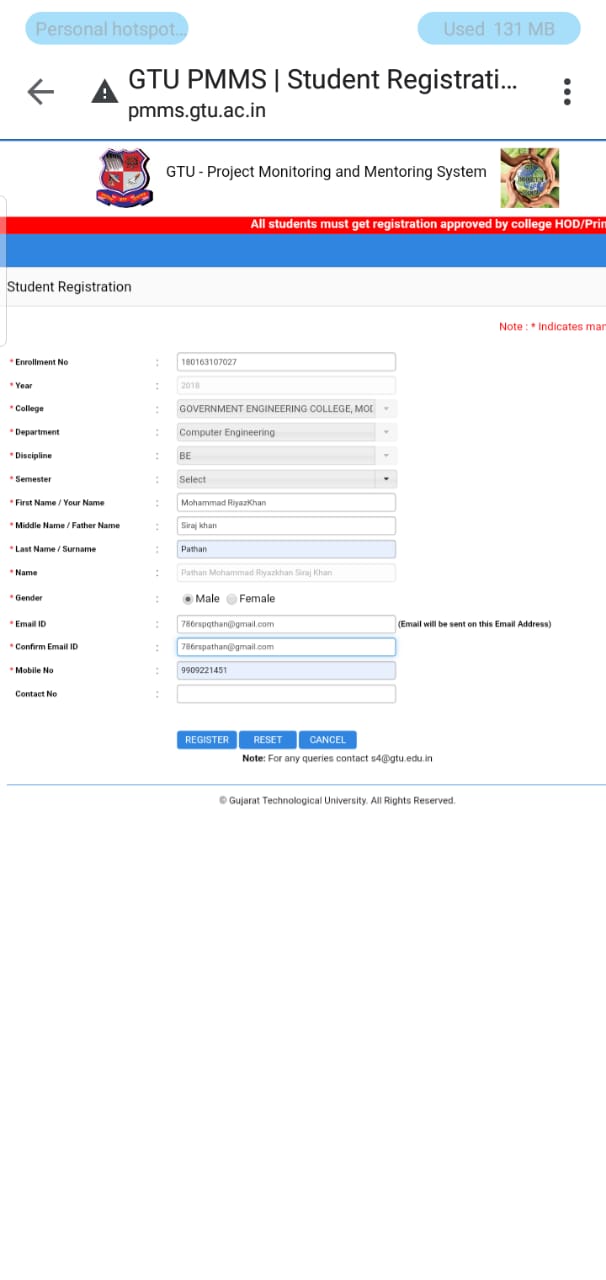 Personal hotspot...
Used 131 MB
GTU PMMS | Student Registrati...
pmms.gtu.ac.in
GTU - Project Monitoring and Mentoring System
All students must get registration approved by college HOD/Prin
Student Registration
Note : * Indicates man
* Enrollment No : 180163107027
* Year : 2018
* College : GOVERNMENT ENGINEERING COLLEGE, MOD
* Department : Computer Engineering
* Discipline : BE
* Semester : Select
* First Name / Your Name : Mohammad RiyazKhan
* Middle Name / Father Name : Siraj khan
* Last Name / Surname : Pathan
* Name : Pathan Mohammad Riyazkhan Siraj Khan
* Gender : Male Female
* Email ID : 786rspqthan@gmail.com (Email will be sent on this Email Address)
* Confirm Email ID : 786rspathan@gmail.com
* Mobile No : 9909221451
Contact No :
REGISTER RESET CANCEL
Note: For any queries contact s4@gtu.edu.in
© Gujarat Technological University. All Rights Reserved.